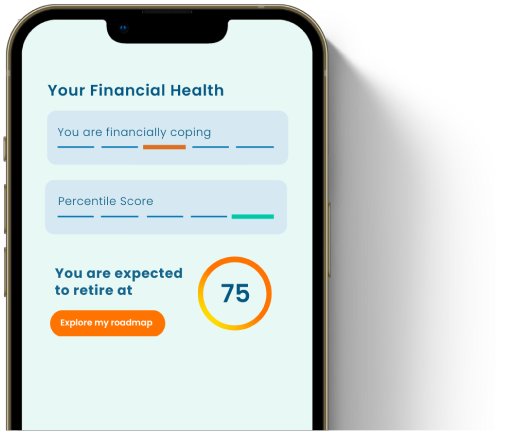 Your Financial Health
You are financially coping
Percentile Score
You are expected
to retire at
75
Explore my roadmap